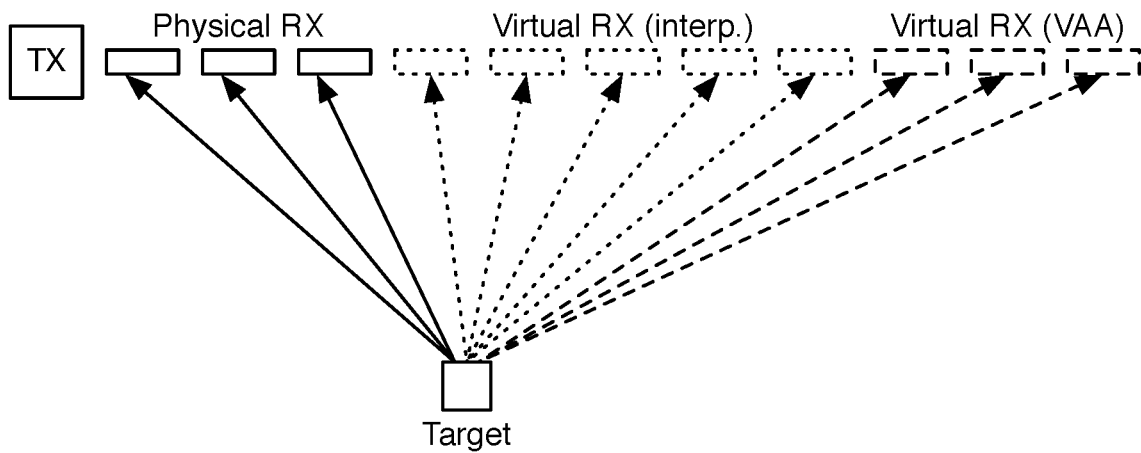 Physical RX
Virtual RX (interp.)
Virtual RX (VAA)
TX
Target